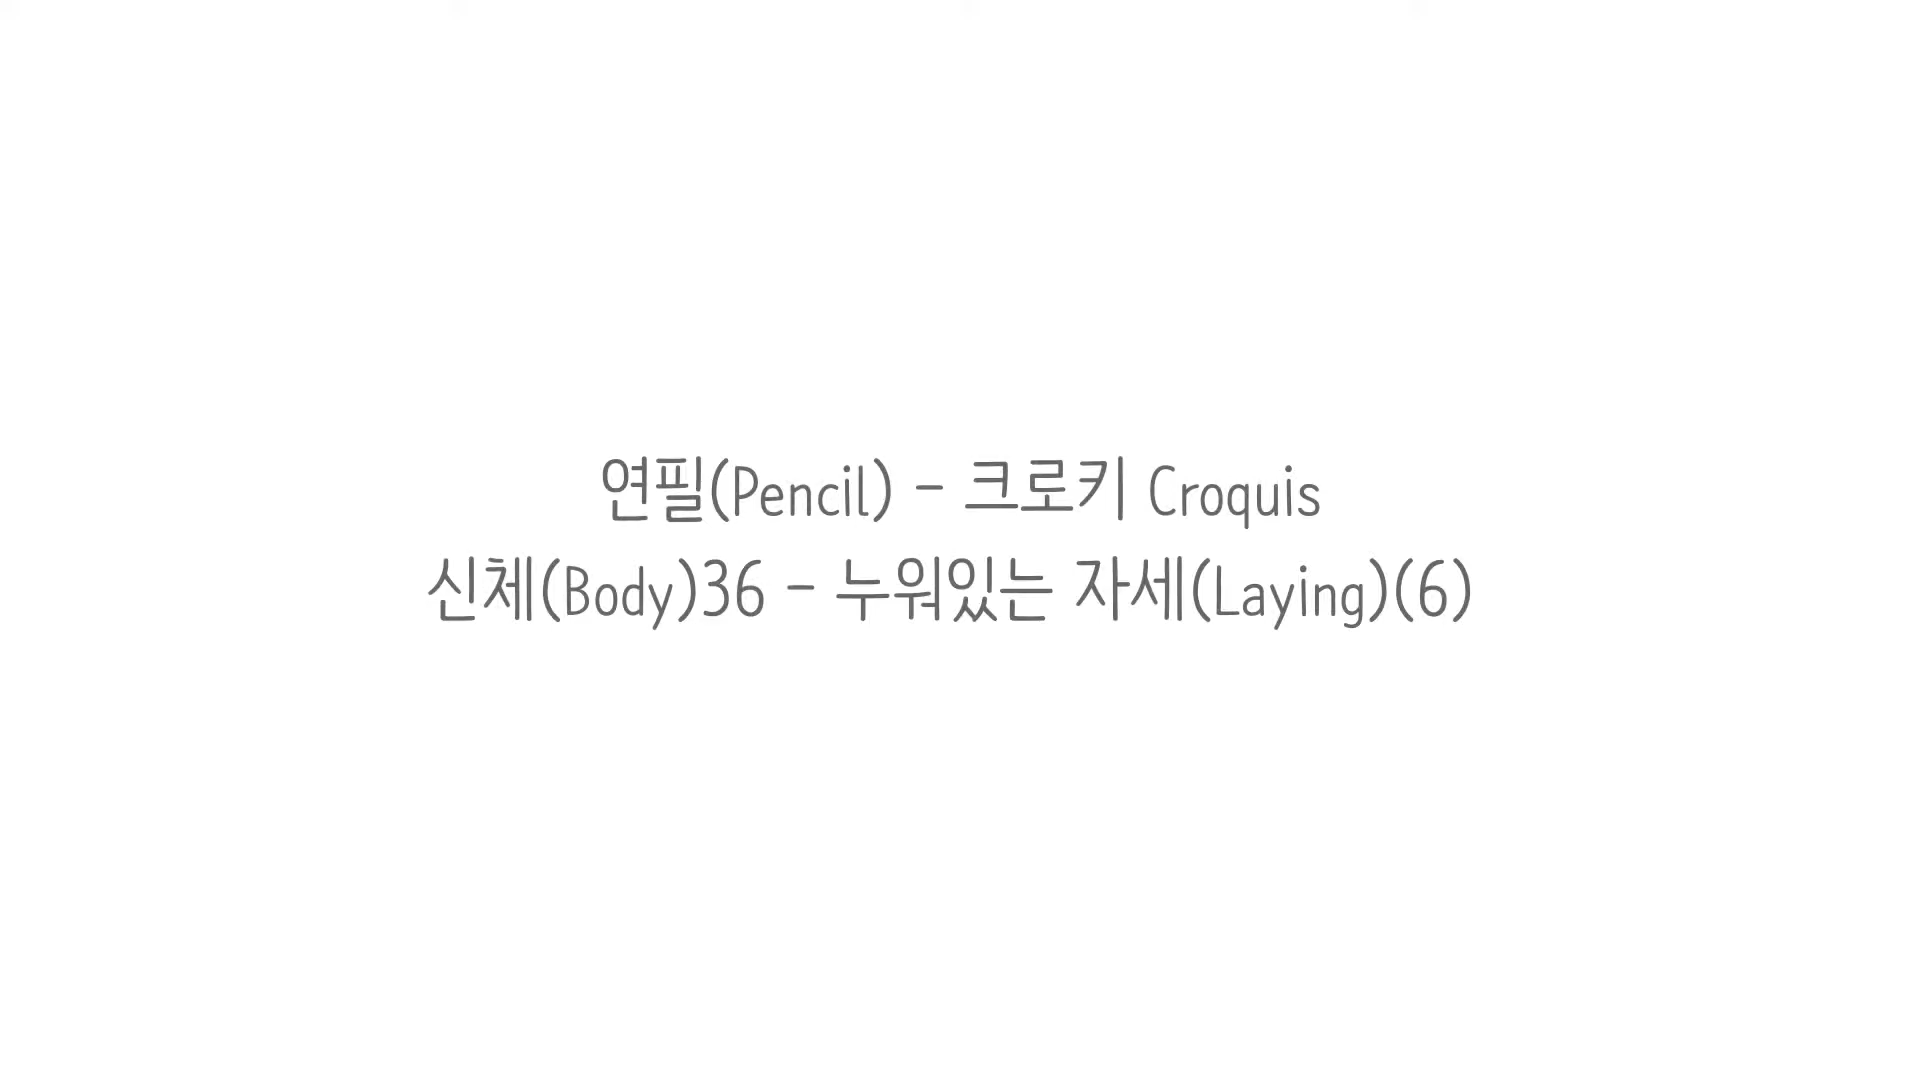 연필(Pencil) - 크로키 Croquis
신체(Body)36 - 누워있는 자세(Laying)(6)